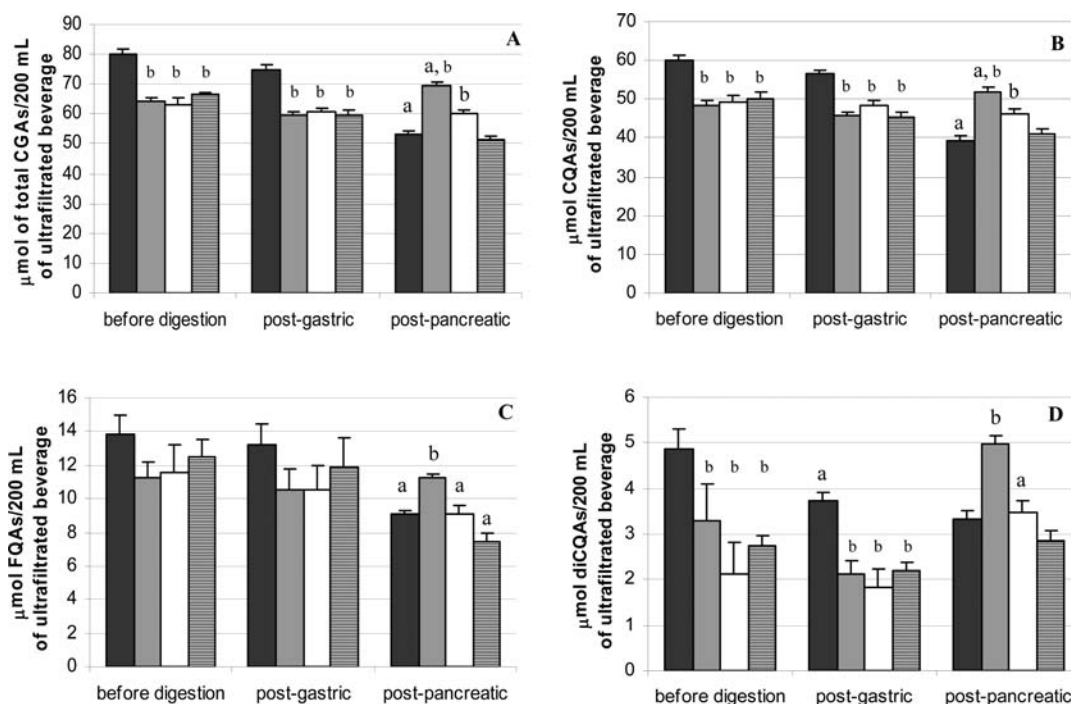 A
μmol of total CGAs/200 mL
of ultrafiltrated beverage
90
80
70
60
50
40
30
20
10
0
b b b
b b b
a a, b b
before digestion post-gastric post-pancreatic
B
μmol CQAs/200 mL
of ultrafiltrated beverage
70
60
50
40
30
20
10
0
b b b
b b b
a a, b b
before digestion post-gastric post-pancreatic
C
μmol FQAs/200 mL
of ultrafiltrated beverage
16
14
12
10
8
6
4
2
0
a b a a
before digestion post-gastric post-pancreatic
D
μmol diCQAs/200 mL
of ultrafiltrated beverage
6
5
4
3
2
1
0
b b b
a b b b
b a
before digestion post-gastric post-pancreatic